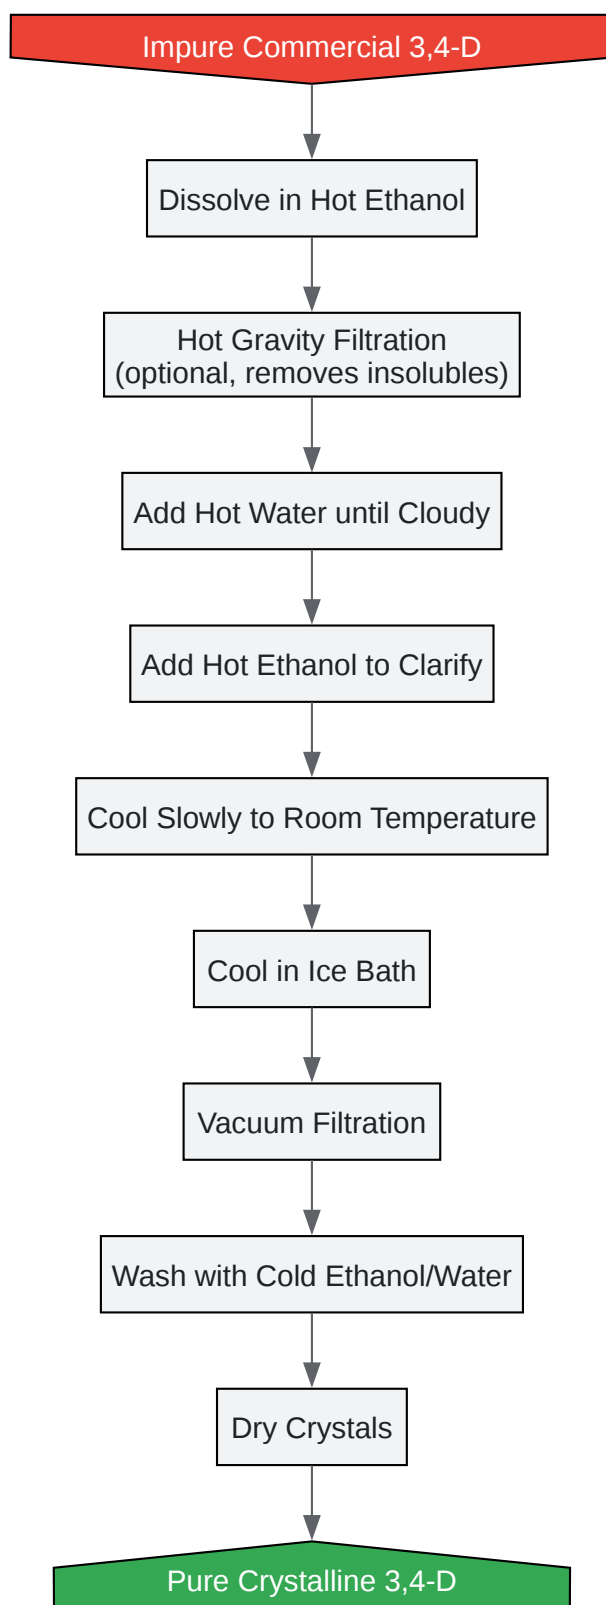 Impure Commercial 3,4-D
Dissolve in Hot Ethanol
Hot Gravity Filtration
(optional, removes insolubles)
Add Hot Water until Cloudy
Add Hot Ethanol to Clarify
Cool Slowly to Room Temperature
Cool in Ice Bath
Vacuum Filtration
Wash with Cold Ethanol/Water
Dry Crystals
Pure Crystalline 3,4-D